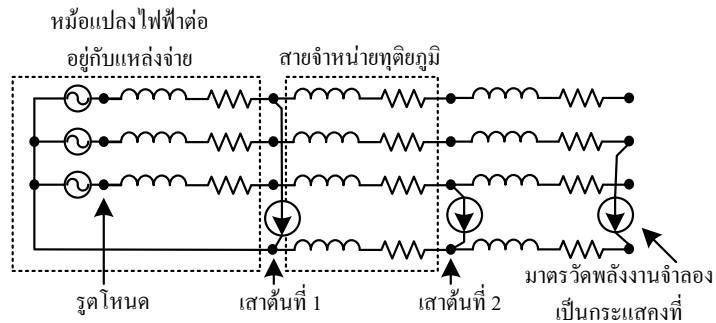 หม้อแปลงไฟฟ้าต่อ
อยู่กับแหล่งจ่าย
สายจำหน่ายทุติยภูมิ
รูตโหนด
เสาต้นที่ 1
เสาต้นที่ 2
มาตรวัดพลังงานจำลอง
เป็นกระแสคงที่